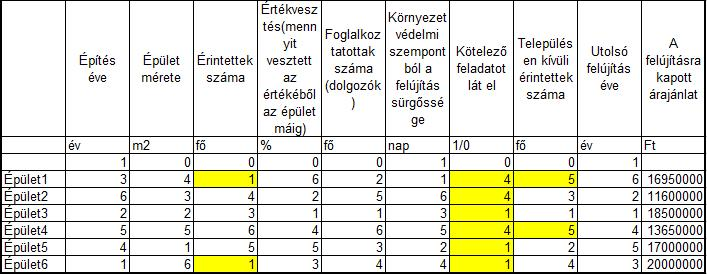 Építés éve	Épület mérete	Érintettek száma	Értékvesztés(mennyit vesztett az értékéből az épület máig)	Foglalkoztatottak száma (dolgozók)	Környezetvédelmi szempontból a felújítás sürgőssége	Kötelező feladatot lát el	Településen kívüli érintettek száma	Utolsó felújítás éve	A felújításra kapott árajánlat
év	m2	fő	%	fő	nap	1/0	fő	év	Ft
1	0	0	0	0	1	0	0	1
Épület1	3	4	1	6	2	1	4	5	6	16950000
Épület2	6	3	4	2	5	6	4	3	2	11600000
Épület3	2	2	3	1	1	3	1	1	1	18500000
Épület4	5	5	6	4	6	5	4	5	4	13650000
Épület5	4	1	5	5	3	2	1	2	5	17000000
Épület6	1	6	1	3	4	4	1	4	3	20000000